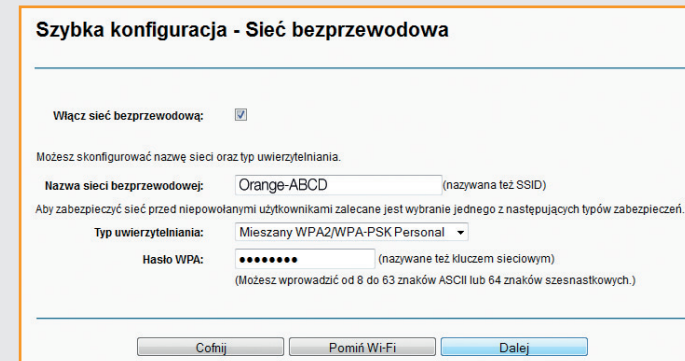 Szybka konfiguracja - Sieć bezprzewodowa
Włącz sieć bezprzewodową:
Możesz skonfigurować nazwę sieci oraz typ uwierzytelniania.
Nazwa sieci bezprzewodowej: Orange-ABCD (nazywana też SSID)
Aby zabezpieczyć sieć przed niepowołanymi użytkownikami zalecane jest wybranie jednego z następujących typów zabezpieczeń.
Typ uwierzytelniania: Mieszany WPA2/WPA-PSK Personal
Hasło WPA: •••••••• (nazywane też kluczem sieciowym)
(Możesz wprowadzić od 8 do 63 znaków ASCII lub 64 znaków szesnastkowych.)
Cofnij Pomiń Wi-Fi Dalej